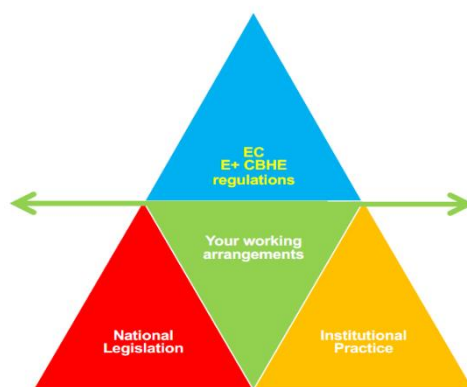 EC
E+ CBHE
regulations
Your working
arrangements
National
Legislation
Institutional
Practice